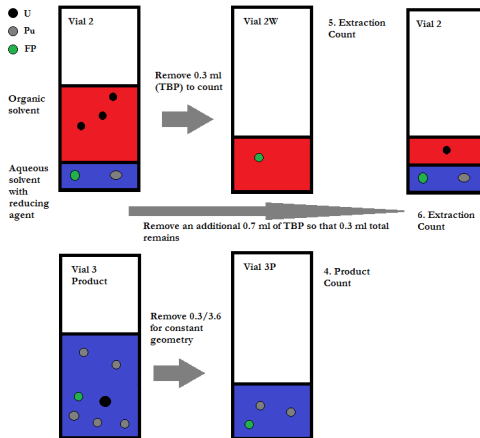 U
Pu
FP
Vial 2
Vial 2W
5. Extraction
Count
Vial 2
Remove 0.3 ml
(TBP) to count
Organic
solvent
Aqueous
solvent
with
reducing
agent
Remove an additional 0.7 ml of TBP so that 0.3 ml total
remains
6. Extraction
Count
Vial 3
Product
Vial 3P
4. Product
Count
Remove 0.3/3.6
for constant
geometry